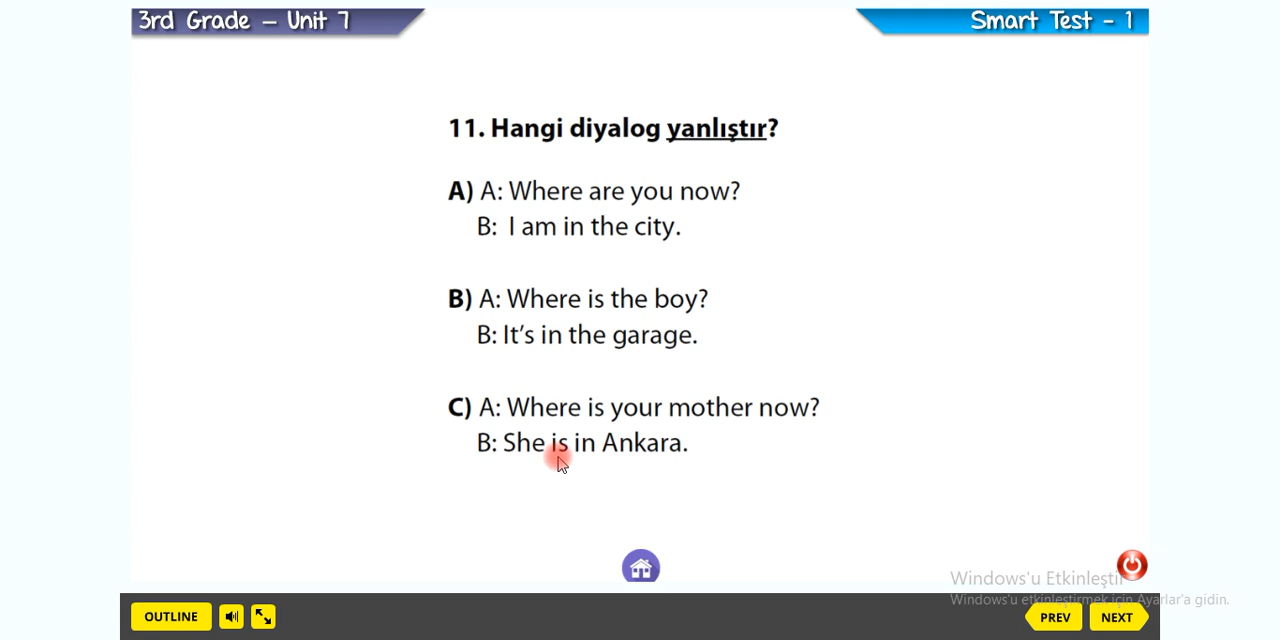 3rd Grade – Unit 7
Smart Test - 1
11. Hangi diyalog yanlıştır?
A) A: Where are you now?
B: I am in the city.
B) A: Where is the boy?
B: It's in the garage.
C) A: Where is your mother now?
B: She is in Ankara.
Windows'u Etkinleştir
Windows'u etkinleştirmek için Ayarlar'a gidin.
OUTLINE
PREV
NEXT